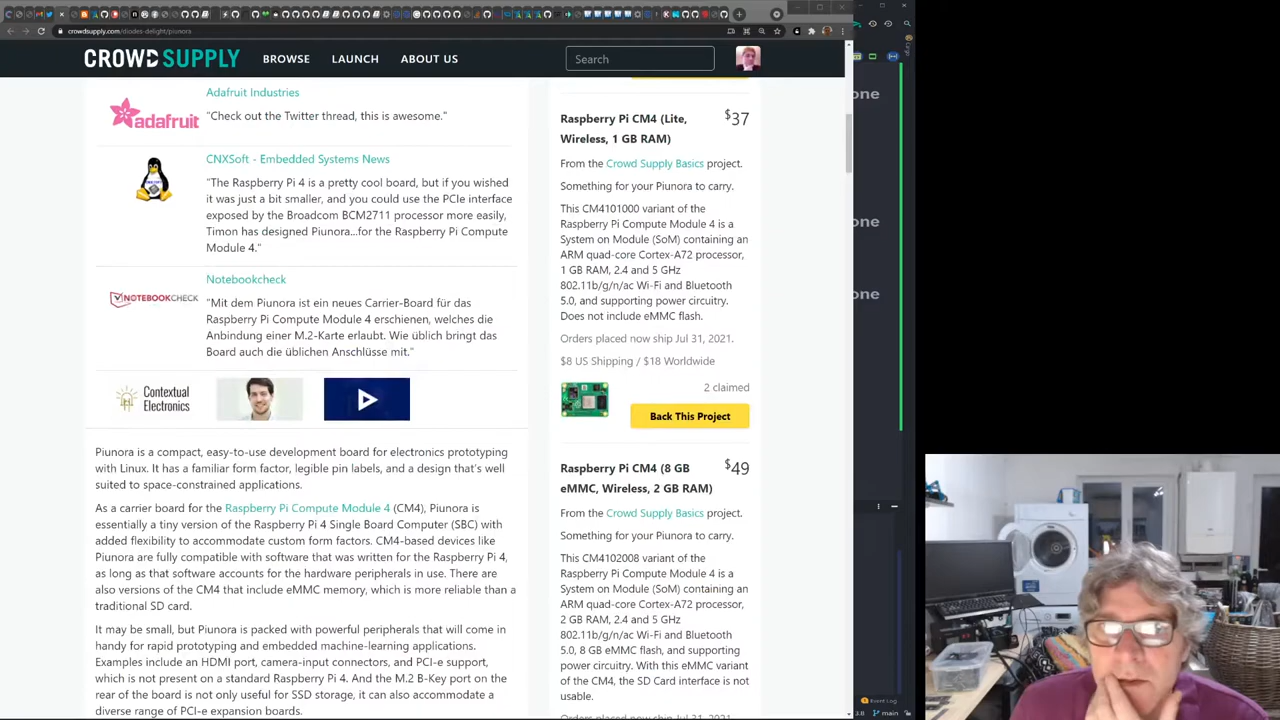 crowdsupply.com/diodes-delight/piunora
CROWD SUPPLY
BROWSE
LAUNCH
ABOUT US
Search
adafruit
Adafruit Industries
"Check out the Twitter thread, this is awesome."
CNXSoft - Embedded Systems News
"The Raspberry Pi 4 is a pretty cool board, but if you wished
it was just a bit smaller, and you could use the PCIe interface
exposed by the Broadcom BCM2711 processor more easily,
Timon has designed Piunora...for the Raspberry Pi Compute
Module 4."
NOTEBOOKCHECK
Notebookcheck
"Mit dem Piunora ist ein neues Carrier-Board für das
Raspberry Pi Compute Module 4 erschienen, welches die
Anbindung einer M.2-Karte erlaubt. Wie üblich bringt das
Board auch die üblichen Anschlüsse mit."
Contextual
Electronics
Piunora is a compact, easy-to-use development board for electronics prototyping
with Linux. It has a familiar form factor, legible pin labels, and a design that's well
suited to space-constrained applications.
As a carrier board for the Raspberry Pi Compute Module 4 (CM4), Piunora is
essentially a tiny version of the Raspberry Pi 4 Single Board Computer (SBC) with
added flexibility to accommodate custom form factors. CM4-based devices like
Piunora are fully compatible with software that was written for the Raspberry Pi 4,
as long as that software accounts for the hardware peripherals in use. There are
also versions of the CM4 that include eMMC memory, which is more reliable than a
traditional SD card.
It may be small, but Piunora is packed with powerful peripherals that will come in
handy for rapid prototyping and embedded machine-learning applications.
Examples include an HDMI port, camera-input connectors, and PCI-e support,
which is not present on a standard Raspberry Pi 4. And the M.2 B-Key port on the
rear of the board is not only useful for SSD storage, it can also accommodate a
diverse range of PCI-e expansion boards.
Raspberry Pi CM4 (Lite,
Wireless, 1 GB RAM)
$37
From the Crowd Supply Basics project.
Something for your Piunora to carry.
This CM4101000 variant of the
Raspberry Pi Compute Module 4 is a
System on Module (SoM) containing an
ARM quad-core Cortex-A72 processor,
1 GB RAM, 2.4 and 5 GHz
802.11b/g/n/ac Wi-Fi and Bluetooth
5.0, and supporting power circuitry.
Does not include eMMC flash.
Orders placed now ship Jul 31, 2021.
$8 US Shipping / $18 Worldwide
2 claimed
Back This Project
Raspberry Pi CM4 (8 GB
eMMC, Wireless, 2 GB RAM)
$49
From the Crowd Supply Basics project.
Something for your Piunora to carry.
This CM4102008 variant of the
Raspberry Pi Compute Module 4 is a
System on Module (SoM) containing an
ARM quad-core Cortex-A72 processor,
2 GB RAM, 2.4 and 5 GHz
802.11b/g/n/ac Wi-Fi and Bluetooth
5.0, 8 GB eMMC flash, and supporting
power circuitry. With this eMMC variant
of the CM4, the SD Card interface is not
usable.
Orders placed now ship Jul 31, 2021.
one
one
one
Event Log
3.8
main